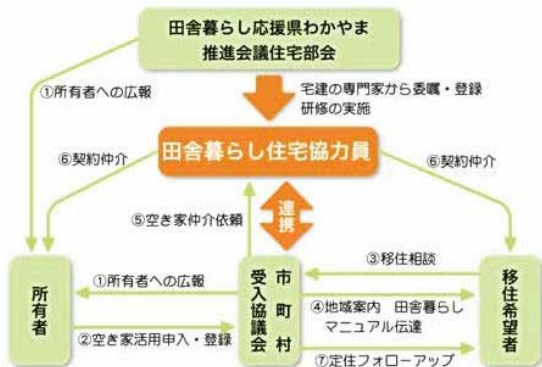 田舎暮らし応援県わかやま
推進会議住宅部会
①所有者への広報
宅建の専門家から委嘱・登録
研修の実施
⑥契約仲介
田舎暮らし住宅協力員
⑥契約仲介
⑤空き家仲介依頼
連携
③移住相談
所有者
①所有者への広報
市町村
受入協議会
④地域案内 田舎暮らし
マニュアル伝達
移住希望者
②空き家活用申入・登録
⑦定住フォローアップ